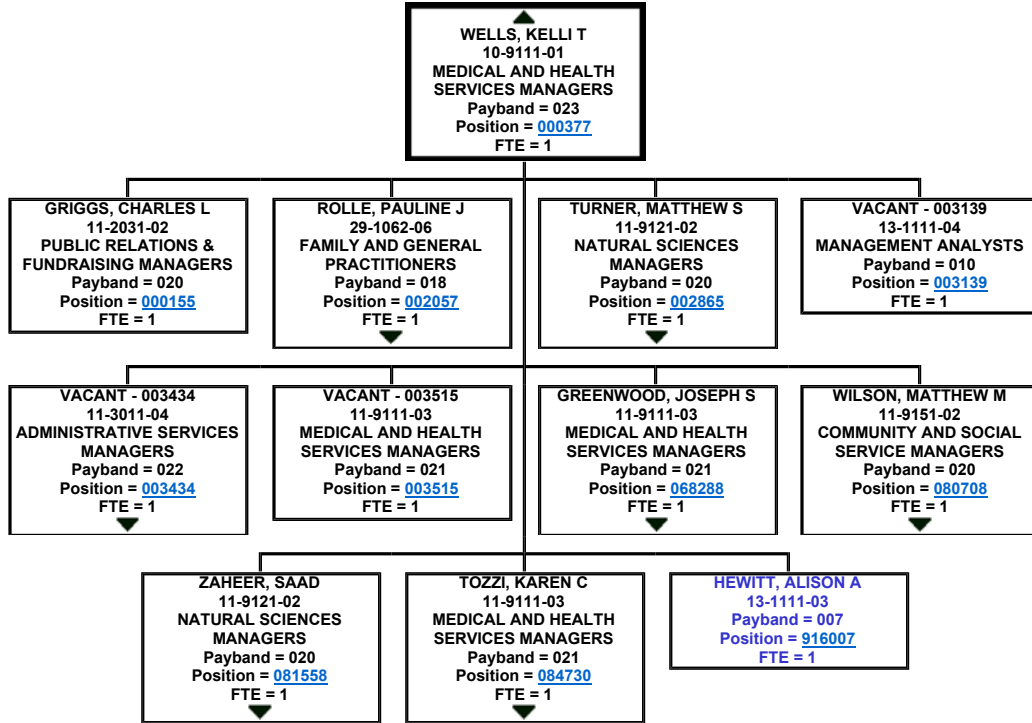 WELLS, KELLI T
10-9111-01
MEDICAL AND HEALTH
SERVICES MANAGERS
Payband = 023
Position = 000377
FTE = 1
GRIGGS, CHARLES L
11-2031-02
PUBLIC RELATIONS &
FUNDRAISING MANAGERS
Payband = 020
Position = 000155
FTE = 1
ROLLE, PAULINE J
29-1062-06
FAMILY AND GENERAL
PRACTITIONERS
Payband = 018
Position = 002057
FTE = 1
TURNER, MATTHEW S
11-9121-02
NATURAL SCIENCES
MANAGERS
Payband = 020
Position = 002865
FTE = 1
VACANT - 003139
13-1111-04
MANAGEMENT ANALYSTS
Payband = 010
Position = 003139
FTE = 1
VACANT - 003434
11-3011-04
ADMINISTRATIVE SERVICES
MANAGERS
Payband = 022
Position = 003434
FTE = 1
VACANT - 003515
11-9111-03
MEDICAL AND HEALTH
SERVICES MANAGERS
Payband = 021
Position = 003515
FTE = 1
GREENWOOD, JOSEPH S
11-9111-03
MEDICAL AND HEALTH
SERVICES MANAGERS
Payband = 021
Position = 068288
FTE = 1
WILSON, MATTHEW M
11-9151-02
COMMUNITY AND SOCIAL
SERVICE MANAGERS
Payband = 020
Position = 080708
FTE = 1
ZAHEER, SAAD
11-9121-02
NATURAL SCIENCES
MANAGERS
Payband = 020
Position = 081558
FTE = 1
TOZZI, KAREN C
11-9111-03
MEDICAL AND HEALTH
SERVICES MANAGERS
Payband = 021
Position = 084730
FTE = 1
HEWITT, ALISON A
13-1111-03
Payband = 007
Position = 916007
FTE = 1